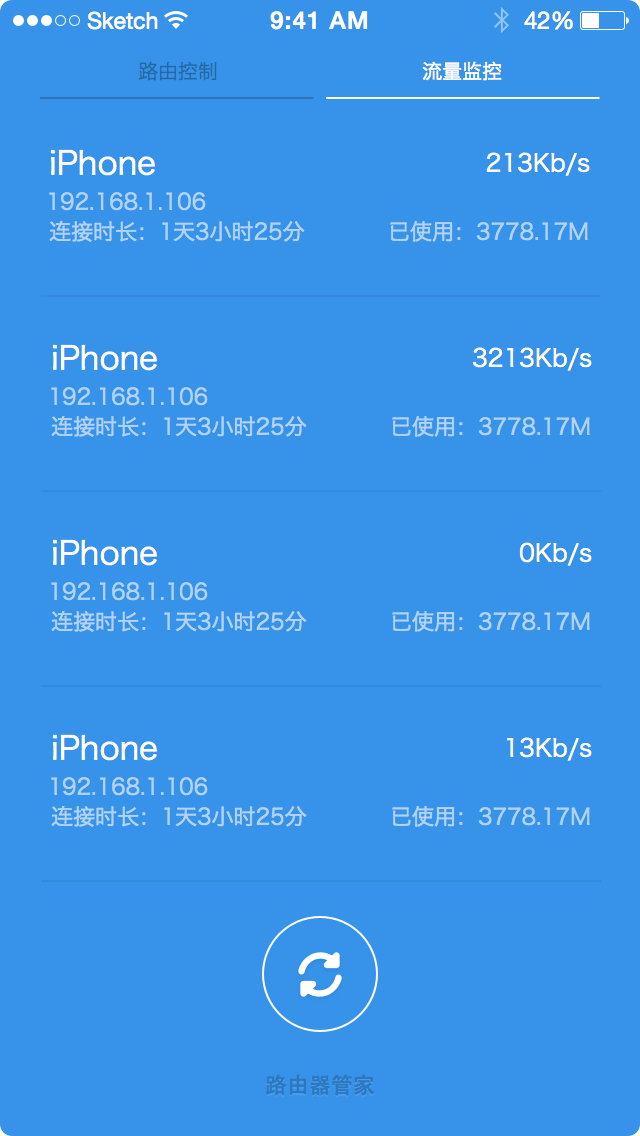 Sketch 9:41 AM 42%
路由控制 流量监控
iPhone 213Kb/s
192.168.1.106
连接时长：1天3小时25分 已使用：3778.17M
iPhone 3213Kb/s
192.168.1.106
连接时长：1天3小时25分 已使用：3778.17M
iPhone 0Kb/s
192.168.1.106
连接时长：1天3小时25分 已使用：3778.17M
iPhone 13Kb/s
192.168.1.106
连接时长：1天3小时25分 已使用：3778.17M
路由器管家